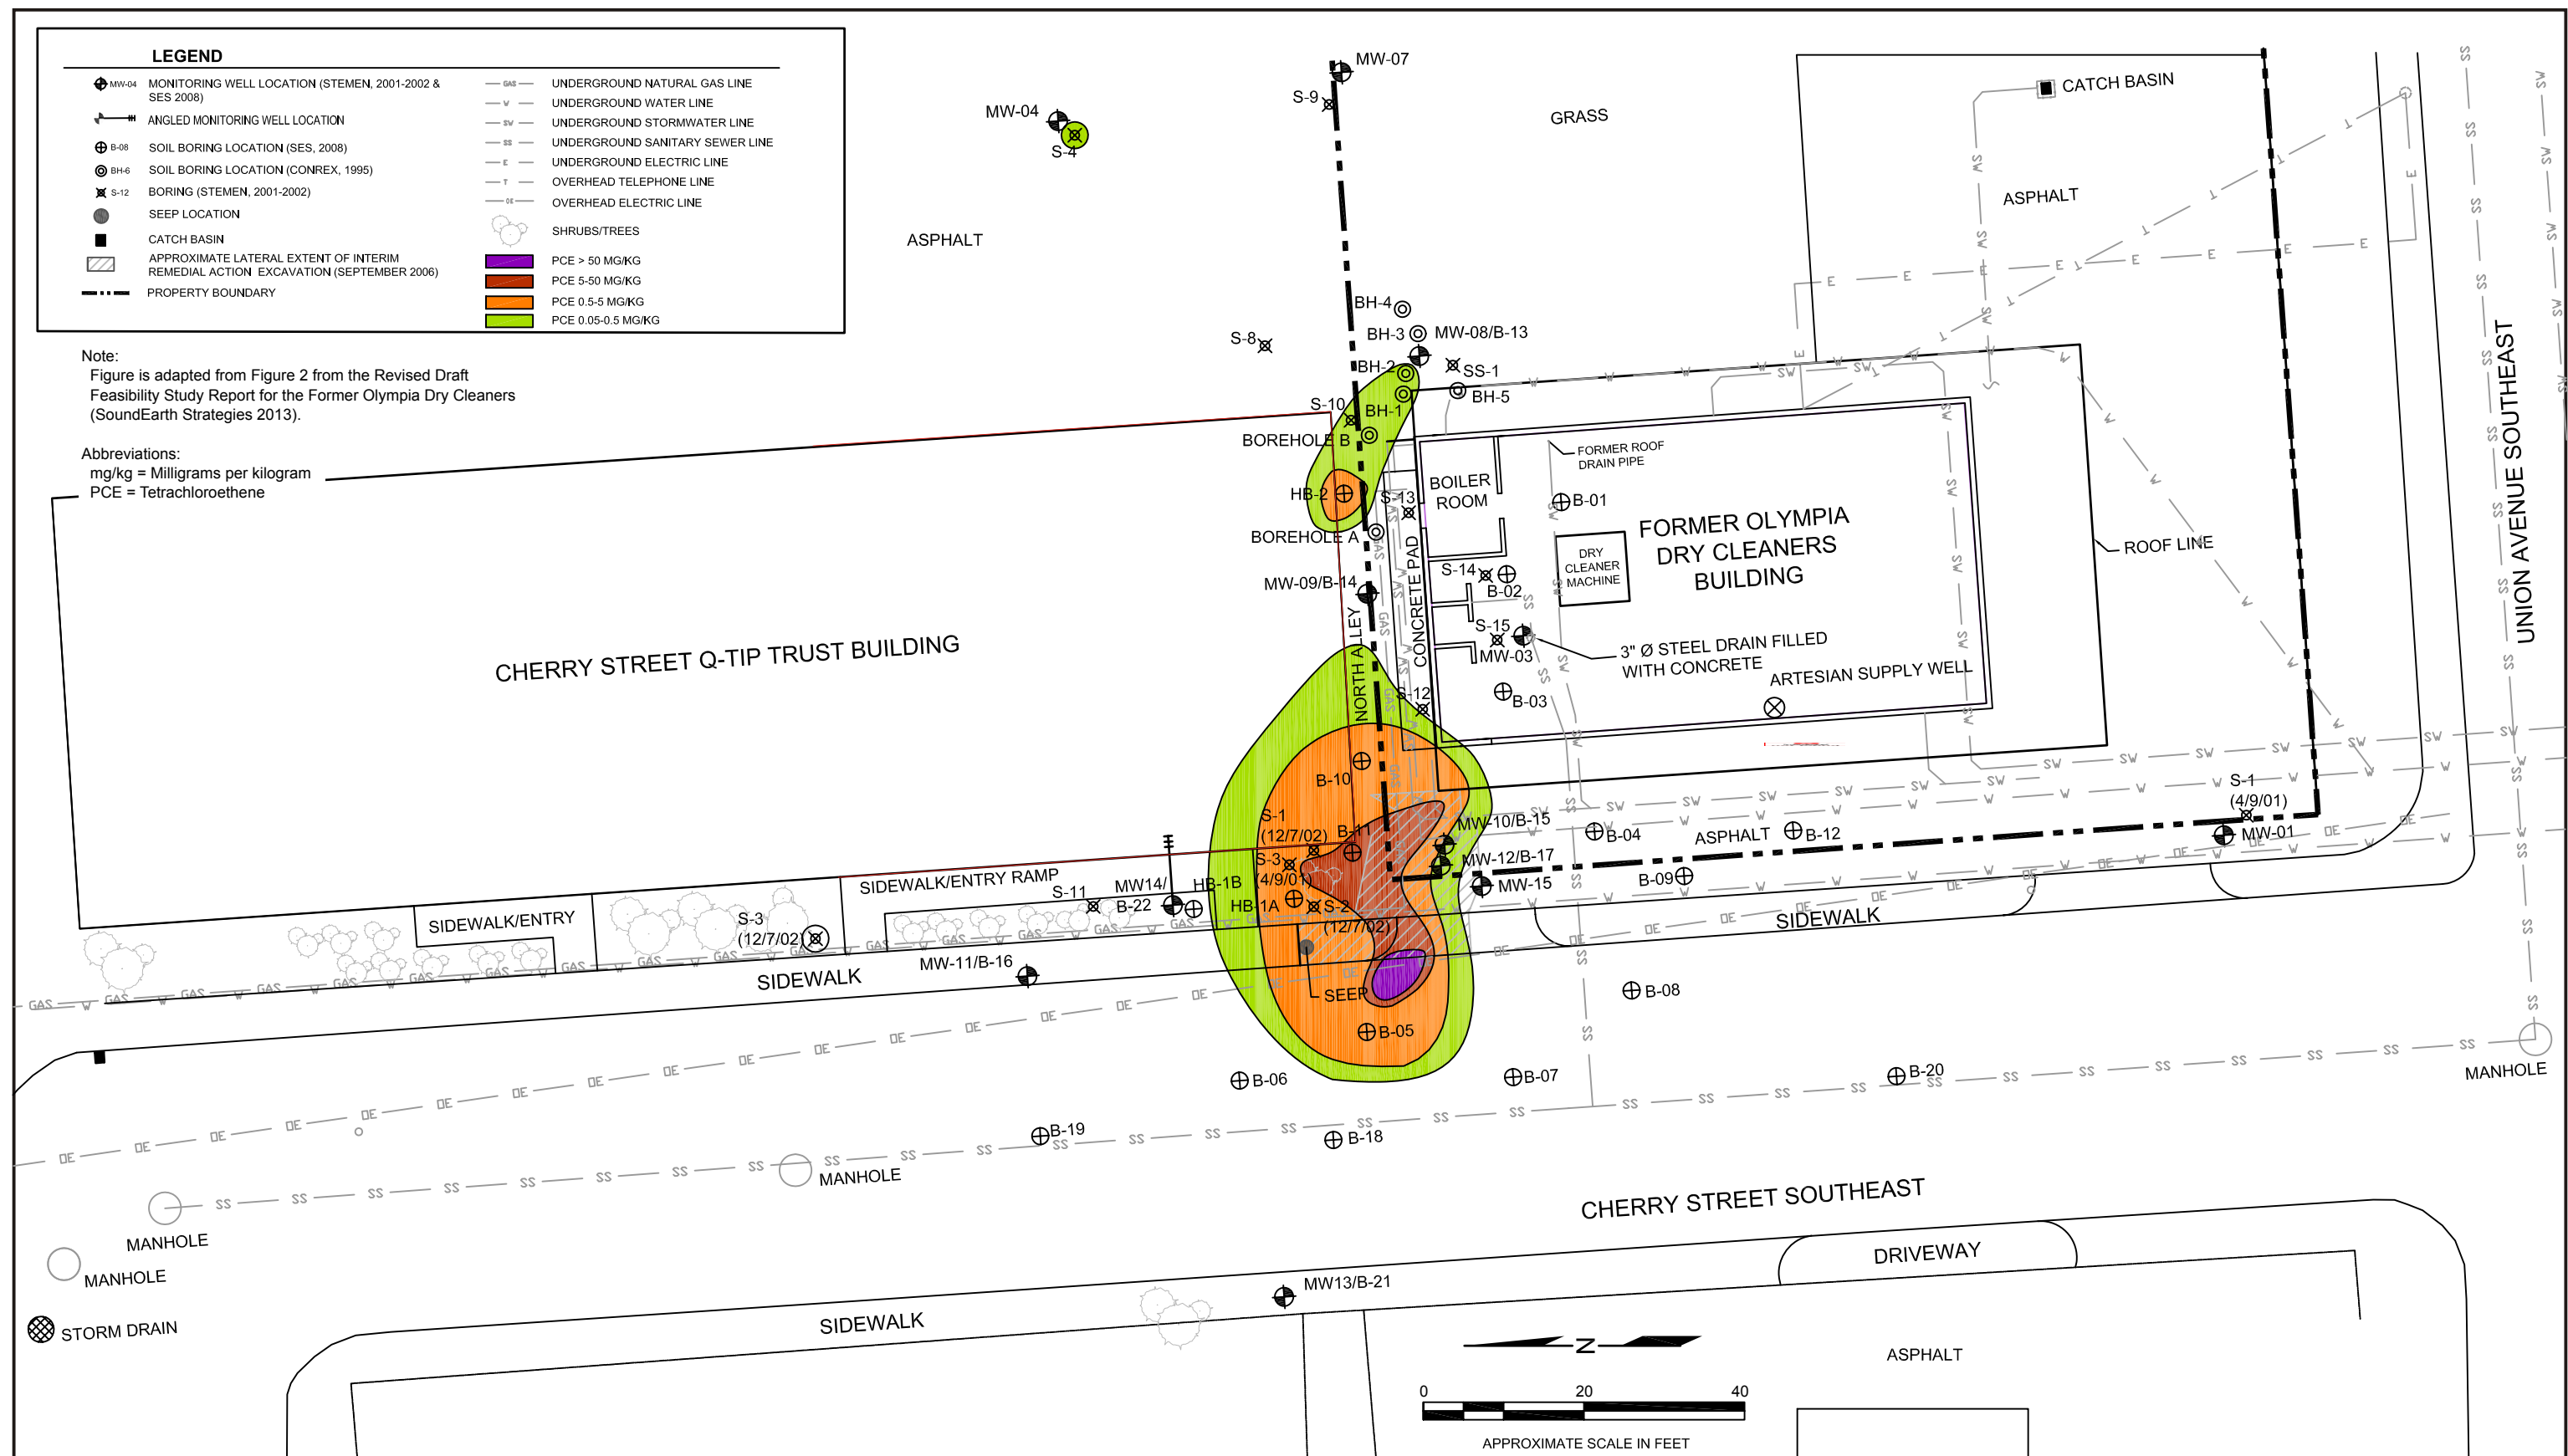 LEGEND
MW-04 MONITORING WELL LOCATION (STEMEN, 2001-2002 &
SES 2008)
ANGLED MONITORING WELL LOCATION
B-08 SOIL BORING LOCATION (SES, 2008)
BH-6 SOIL BORING LOCATION (CONREX, 1995)
S-12 BORING (STEMEN, 2001-2002)
SEEP LOCATION
CATCH BASIN
APPROXIMATE LATERAL EXTENT OF INTERIM
REMEDIAL ACTION EXCAVATION (SEPTEMBER 2006)
PROPERTY BOUNDARY
GAS UNDERGROUND NATURAL GAS LINE
W UNDERGROUND WATER LINE
SW UNDERGROUND STORMWATER LINE
SS UNDERGROUND SANITARY SEWER LINE
E UNDERGROUND ELECTRIC LINE
T OVERHEAD TELEPHONE LINE
OE OVERHEAD ELECTRIC LINE
SHRUBS/TREES
PCE > 50 MG/KG
PCE 5-50 MG/KG
PCE 0.5-5 MG/KG
PCE 0.05-0.5 MG/KG
Note:
Figure is adapted from Figure 2 from the Revised Draft
Feasibility Study Report for the Former Olympia Dry Cleaners
(SoundEarth Strategies 2013).
Abbreviations:
mg/kg = Milligrams per kilogram
PCE = Tetrachloroethene
MW-07
S-9
MW-04
S-4
GRASS
CATCH BASIN
ASPHALT
ASPHALT
BH-4
BH-3
MW-08/B-13
S-8
BH-2
SS-1
BH-5
S-10
BH-1
BOREHOLE B
FORMER ROOF
DRAIN PIPE
BOILER
ROOM
HB-2
S-13
B-01
BOREHOLE A
FORMER OLYMPIA
DRY CLEANERS
BUILDING
DRY
CLEANER
MACHINE
ROOF LINE
UNION AVENUE SOUTHEAST
S-14
B-02
MW-09/B-14
NORTH ALLEY
CONCRETE PAD
S-15
MW-03
3" Ø STEEL DRAIN FILLED
WITH CONCRETE
ARTESIAN SUPPLY WELL
CHERRY STREET Q-TIP TRUST BUILDING
S-12
B-03
B-10
S-1
(12/7/02)
B-11
MW-10/B-15
B-04
ASPHALT
B-12
S-1
(4/9/01)
MW-01
S-3
(4/9/01)
MW-12/B-17
MW-15
B-09
SIDEWALK/ENTRY RAMP
S-11
MW14/
B-22
HB-1B
HB-1A
S-2
(12/7/02)
SIDEWALK/ENTRY
S-3
(12/7/02)
SIDEWALK
SIDEWALK
MW-11/B-16
SEEP
B-08
B-05
B-06
B-07
B-20
MANHOLE
B-19
B-18
MANHOLE
CHERRY STREET SOUTHEAST
MANHOLE
MANHOLE
DRIVEWAY
MW13/B-21
STORM DRAIN
SIDEWALK
N
ASPHALT
0 20 40
APPROXIMATE SCALE IN FEET